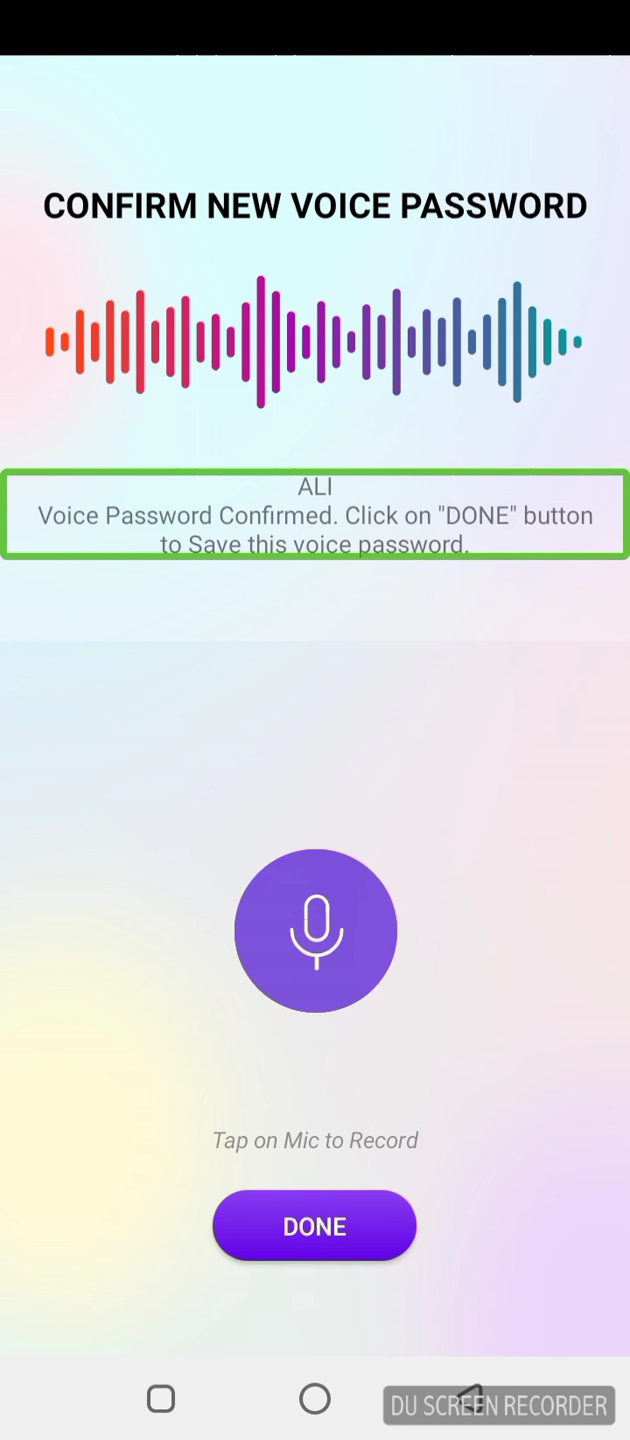 CONFIRM NEW VOICE PASSWORD
ALI
Voice Password Confirmed. Click on "DONE" button
to Save this voice password.
Tap on Mic to Record
DONE
DU SCREEN RECORDER